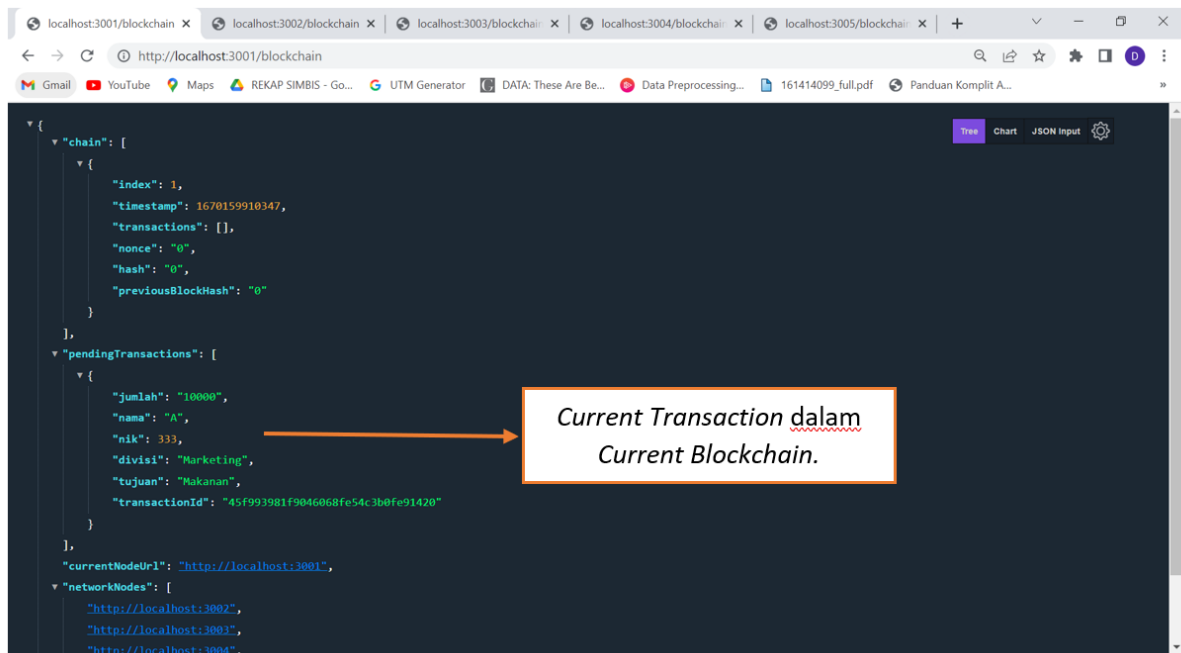 localhost:3001/blockchain
localhost:3002/blockchain
localhost:3003/blockchain
localhost:3004/blockchain
localhost:3005/blockchain
http://localhost:3001/blockchain
D
Gmail
YouTube
Maps
REKAP SIMBIS - Go...
UTM Generator
DATA: These Are Be...
Data Preprocessing...
161414099_full.pdf
Panduan Komplit A...
»
Tree Chart JSON Input
{
"chain": [
{
"index": 1,
"timestamp": 1670159910347,
"transactions": [],
"nonce": "0",
"hash": "0",
"previousBlockHash": "0"
}
],
"pendingTransactions": [
{
"jumlah": "10000",
"nama": "A",
"nik": 333,
"divisi": "Marketing",
"tujuan": "Makanan",
"transactionId": "45f993981f9046068fe54c3b0fe91420"
}
],
"currentNodeUrl": "http://localhost:3001",
"networkNodes": [
"http://localhost:3002",
"http://localhost:3003",
"http://localhost:3004",
Current Transaction dalam
Current Blockchain.